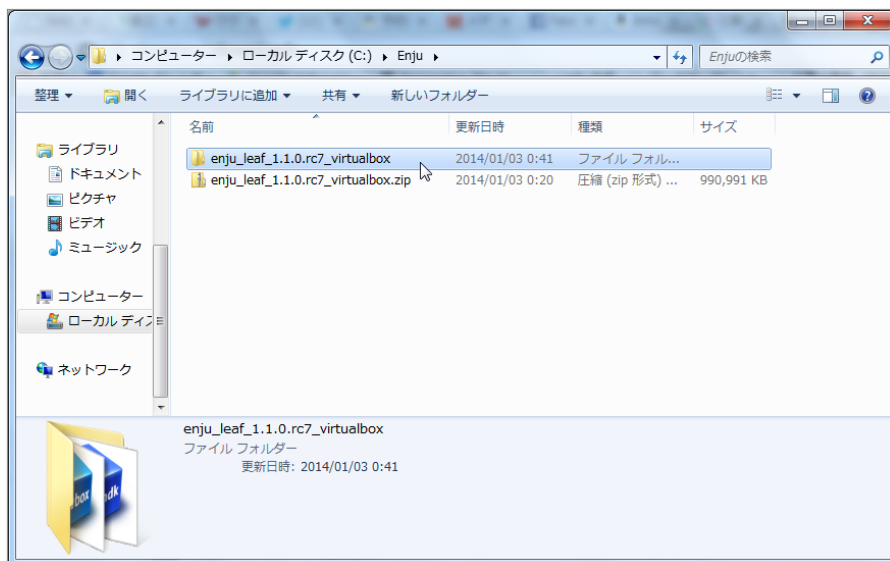 コンピューター ▸ ローカル ディスク (C:) ▸ Enju ▸
Enjuの検索
整理 ▼ 開く ライブラリに追加 ▼ 共有 ▼ 新しいフォルダー
名前 更新日時 種類 サイズ
enju_leaf_1.1.0.rc7_virtualbox 2014/01/03 0:41 ファイル フォル...
enju_leaf_1.1.0.rc7_virtualbox.zip 2014/01/03 0:20 圧縮 (zip 形式) ... 990,991 KB
ライブラリ
ドキュメント
ピクチャ
ビデオ
ミュージック
コンピューター
ローカル ディス
ネットワーク
enju_leaf_1.1.0.rc7_virtualbox
ファイル フォルダー
更新日時: 2014/01/03 0:41